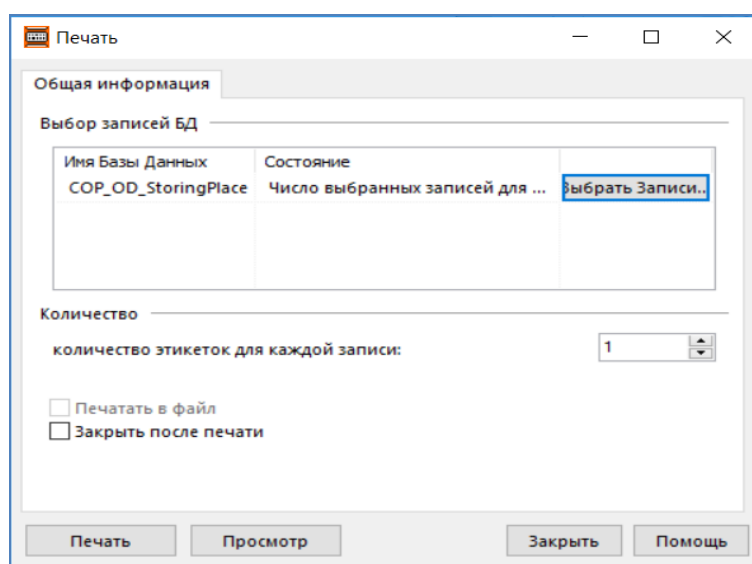 Печать
Общая информация
Выбор записей БД
Имя Базы Данных Состояние
COP_OD_StoringPlace Число выбранных записей для ... Выбрать Записи..
Количество
количество этикеток для каждой записи: 1
Печатать в файл
Закрыть после печати
Печать Просмотр Закрыть Помощь